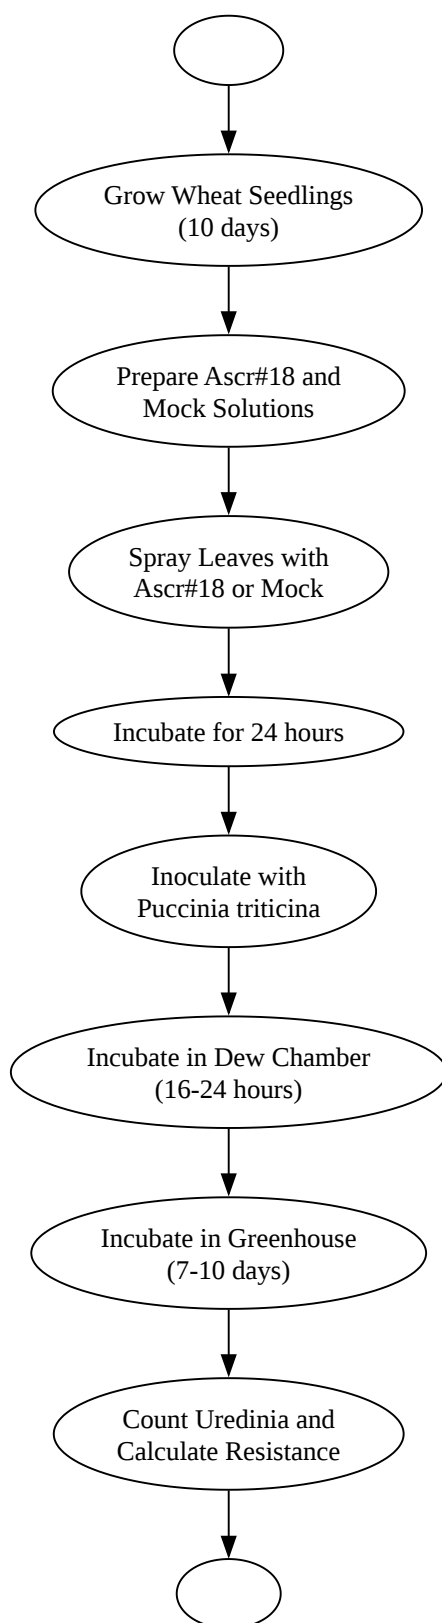 Grow Wheat Seedlings
(10 days)
Prepare Ascr#18 and
Mock Solutions
Spray Leaves with
Ascr#18 or Mock
Incubate for 24 hours
Inoculate with
Puccinia triticina
Incubate in Dew Chamber
(16-24 hours)
Incubate in Greenhouse
(7-10 days)
Count Uredinia and
Calculate Resistance